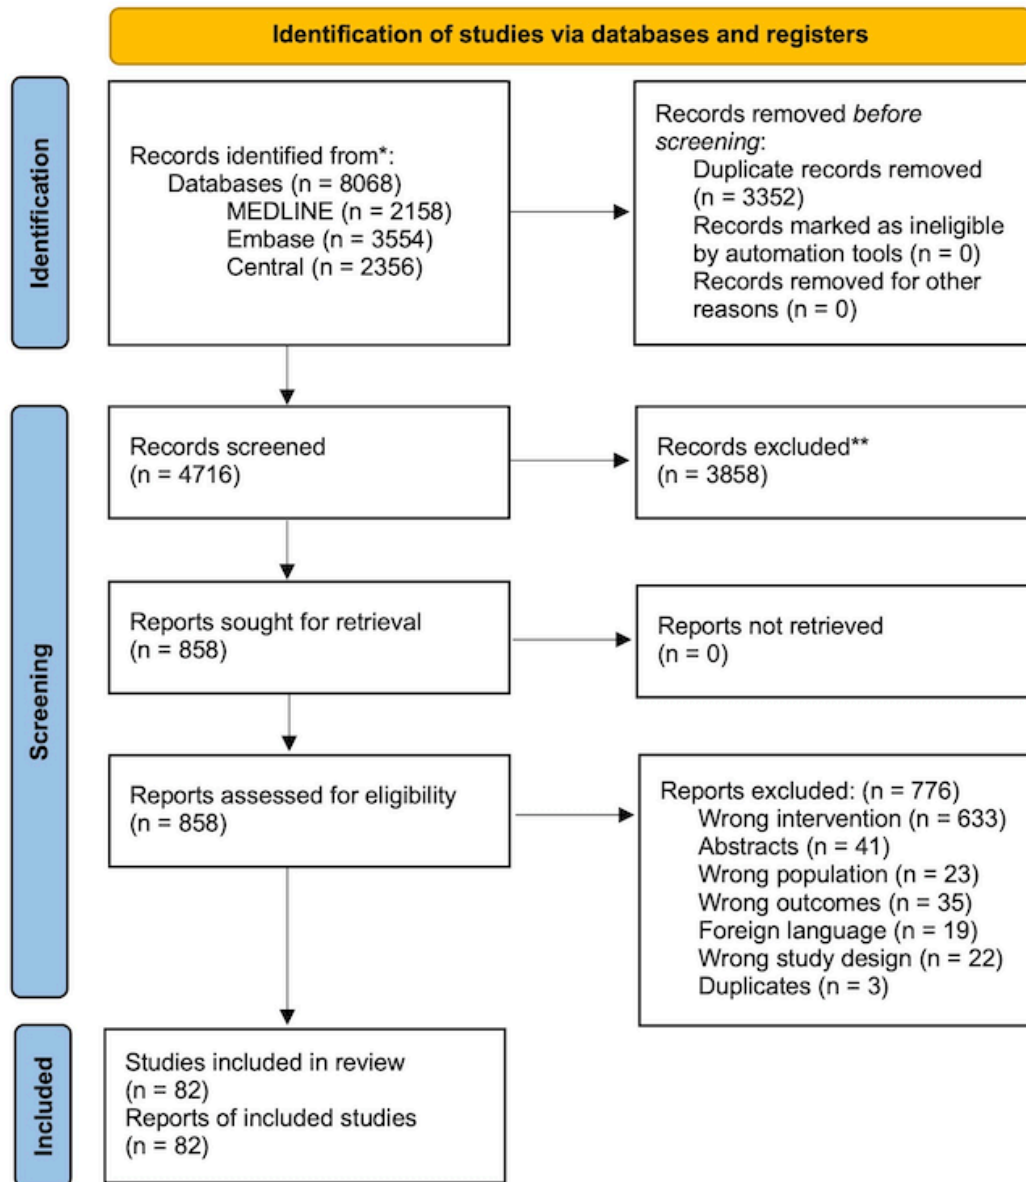 Identification of studies via databases and registers
Identification
Records identified from*:
Databases (n = 8068)
MEDLINE (n = 2158)
Embase (n = 3554)
Central (n = 2356)
Records removed before
screening:
Duplicate records removed
(n = 3352)
Records marked as ineligible
by automation tools (n = 0)
Records removed for other
reasons (n = 0)
Screening
Records screened
(n = 4716)
Records excluded**
(n = 3858)
Reports sought for retrieval
(n = 858)
Reports not retrieved
(n = 0)
Reports assessed for eligibility
(n = 858)
Reports excluded: (n = 776)
Wrong intervention (n = 633)
Abstracts (n = 41)
Wrong population (n = 23)
Wrong outcomes (n = 35)
Foreign language (n = 19)
Wrong study design (n = 22)
Duplicates (n = 3)
Included
Studies included in review
(n = 82)
Reports of included studies
(n = 82)